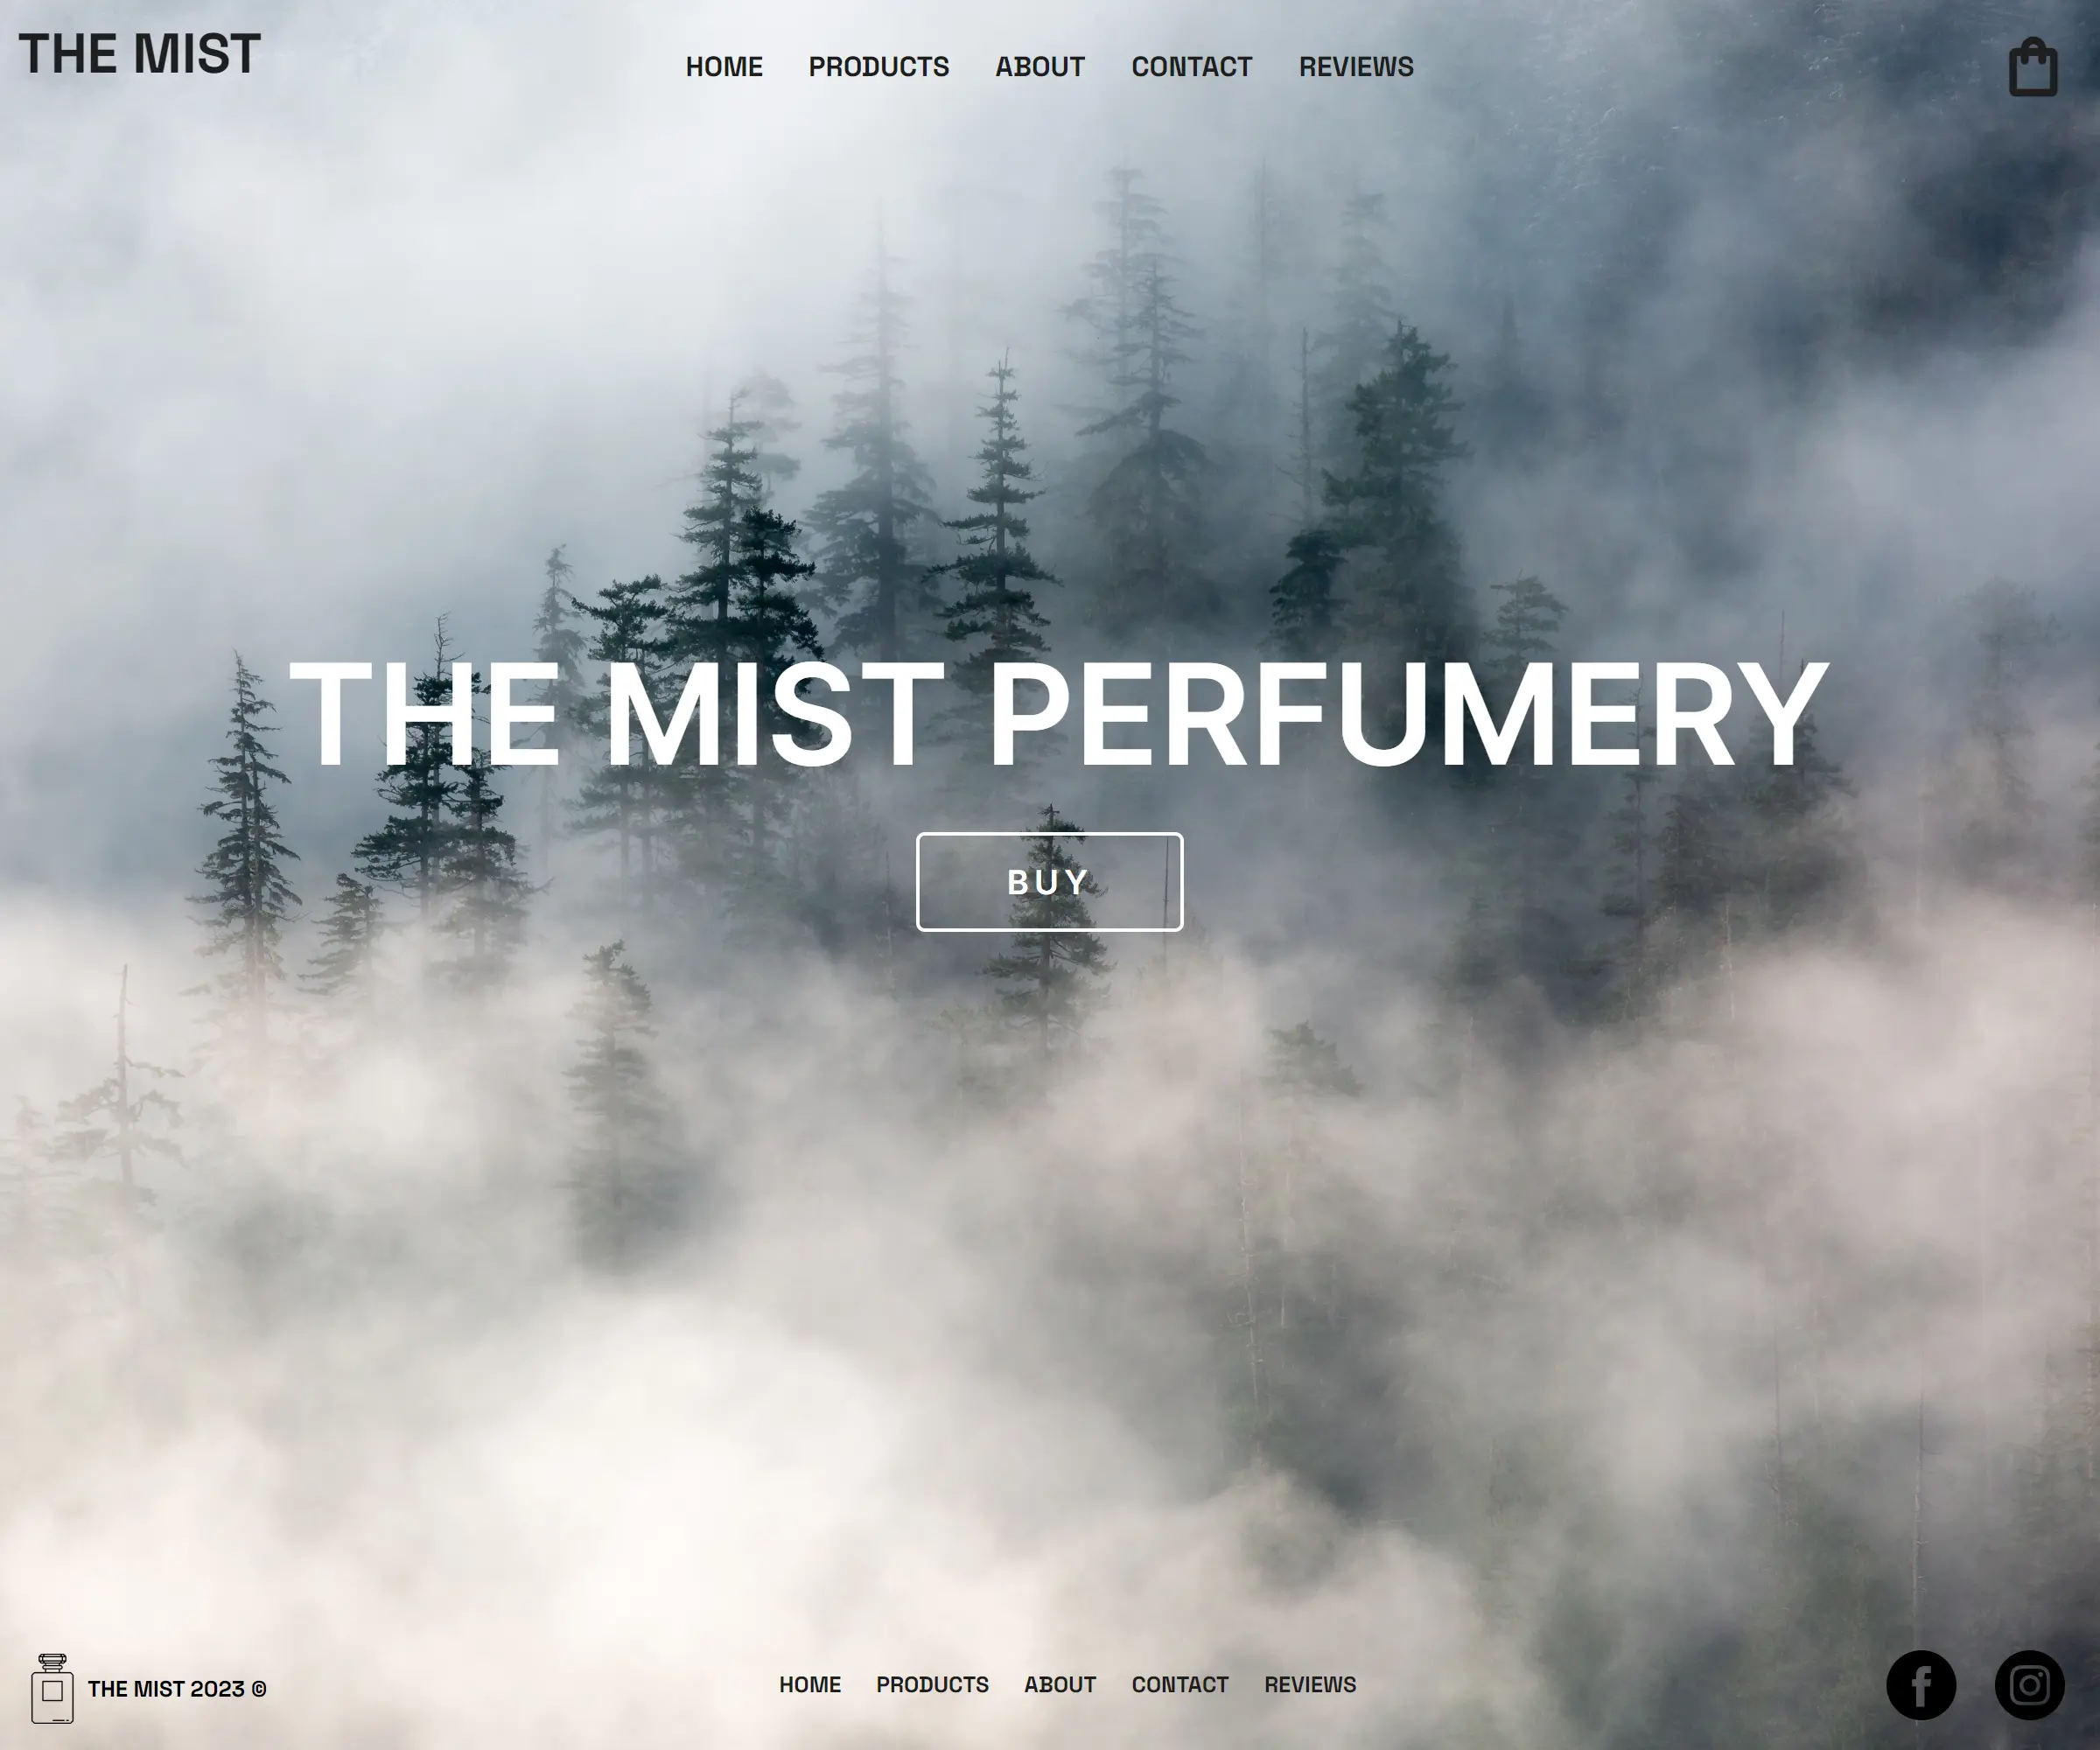 THE MIST
HOME PRODUCTS ABOUT CONTACT REVIEWS
THE MIST PERFUMERY
BUY
THE MIST 2023 ©
HOME PRODUCTS ABOUT CONTACT REVIEWS